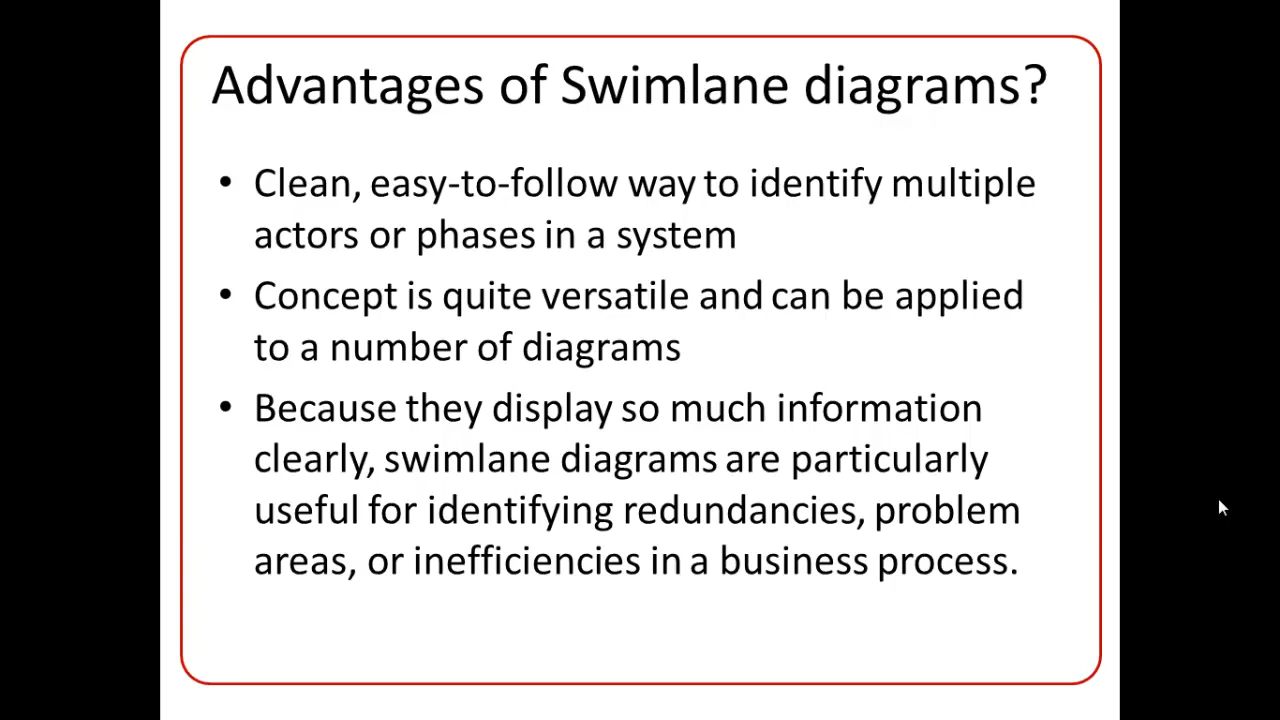 Advantages of Swimlane diagrams?
• Clean, easy-to-follow way to identify multiple
actors or phases in a system
• Concept is quite versatile and can be applied
to a number of diagrams
• Because they display so much information
clearly, swimlane diagrams are particularly
useful for identifying redundancies, problem
areas, or inefficiencies in a business process.